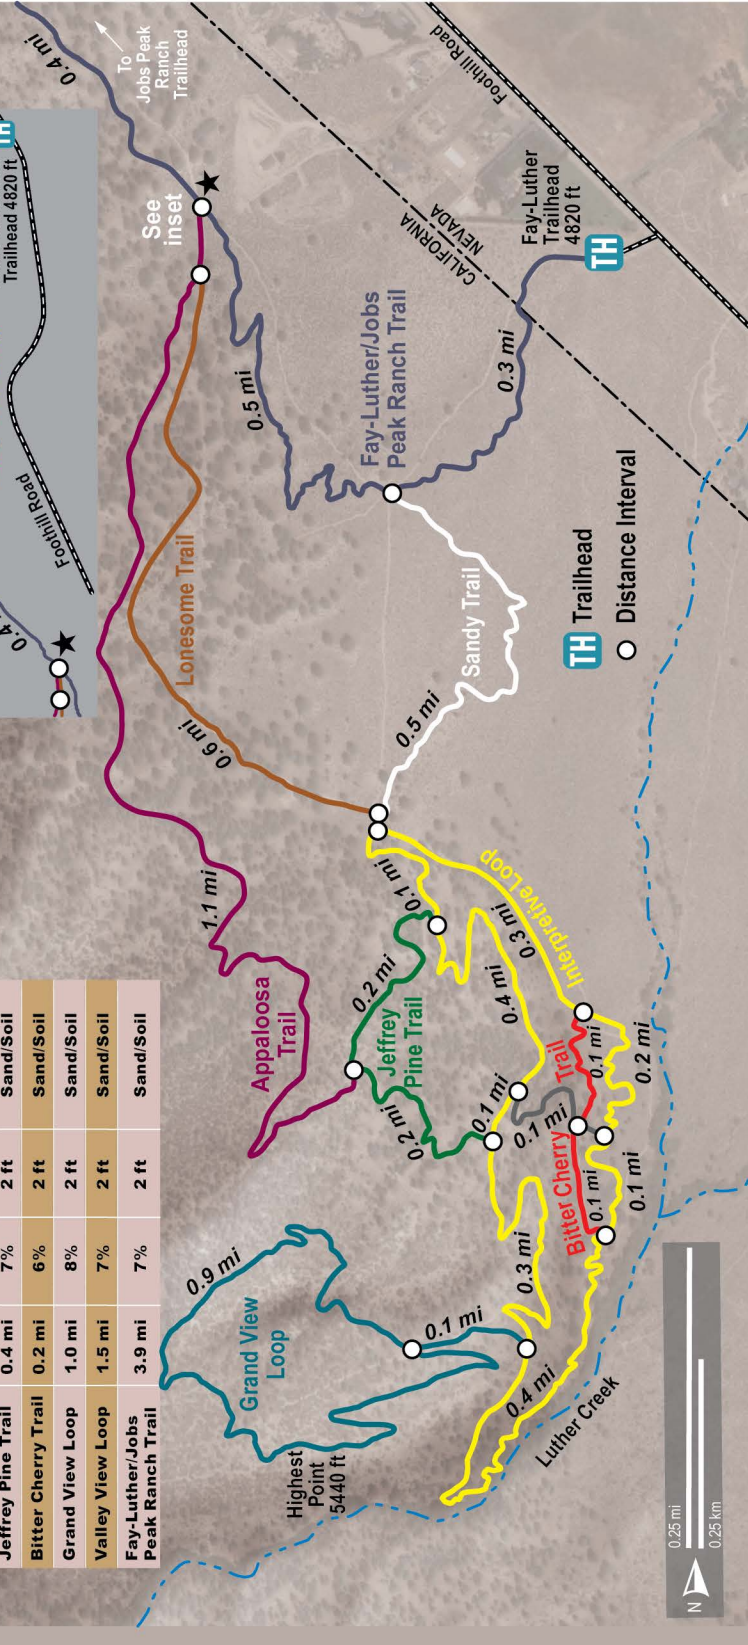 0.4 mi
To
Jobs Peak
Ranch
Trailhead
Foothill Road
TH
Trailhead 4820 ft
See
inset
Fay-Luther
Trailhead
4820 ft
TH
CALIFORNIA
NEVADA
0.3 mi
0.5 mi
Fay-Luther/Jobs
Peak Ranch Trail
Foothill Road
0.4
Lonesome Trail
0.6 mi
Sandy Trail
0.5 mi
TH Trailhead
Distance Interval
1.1 mi
Appaloosa
Trail
0.1 mi
Interpretive Loop
0.3 mi
0.4 mi
0.2 mi
Jeffrey
Pine Trail
0.2 mi
0.1 mi
0.1 mi
Bitter Cherry Trail
0.1 mi
0.2 mi
0.1 mi
0.1 mi
0.3 mi
0.9 mi
Grand View
Loop
0.1 mi
0.4 mi
Highest
Point
5440 ft
Luther Creek
Jeffrey Pine Trail 0.4 mi 7% 2 ft Sand/Soil
Bitter Cherry Trail 0.2 mi 6% 2 ft Sand/Soil
Grand View Loop 1.0 mi 8% 2 ft Sand/Soil
Valley View Loop 1.5 mi 7% 2 ft Sand/Soil
Fay-Luther/Jobs
Peak Ranch Trail 3.9 mi 7% 2 ft Sand/Soil
N
0.25 mi
0.25 km